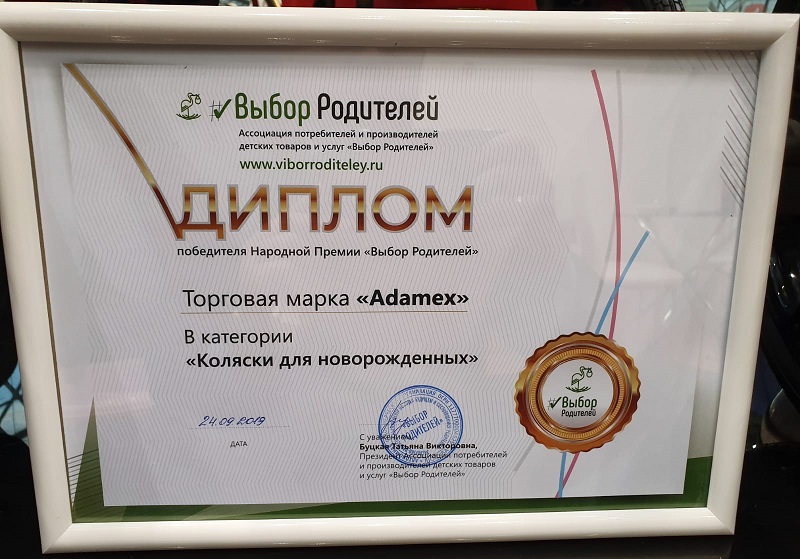 #Выбор Родителей
Ассоциация потребителей и производителей
детских товаров и услуг «Выбор Родителей»
www.viborroditeley.ru
ДИПЛОМ
победителя Народной Премии «Выбор Родителей»
Торговая марка «Adamex»
В категории
«Коляски для новорожденных»
24.09.2019
ДАТА
«ВЫБОР
РОДИТЕЛЕЙ»
С уважением,
Буцкая Татьяна Викторовна,
Президент Ассоциации потребителей
и производителей детских товаров
и услуг «Выбор Родителей»
#Выбор
Родителей